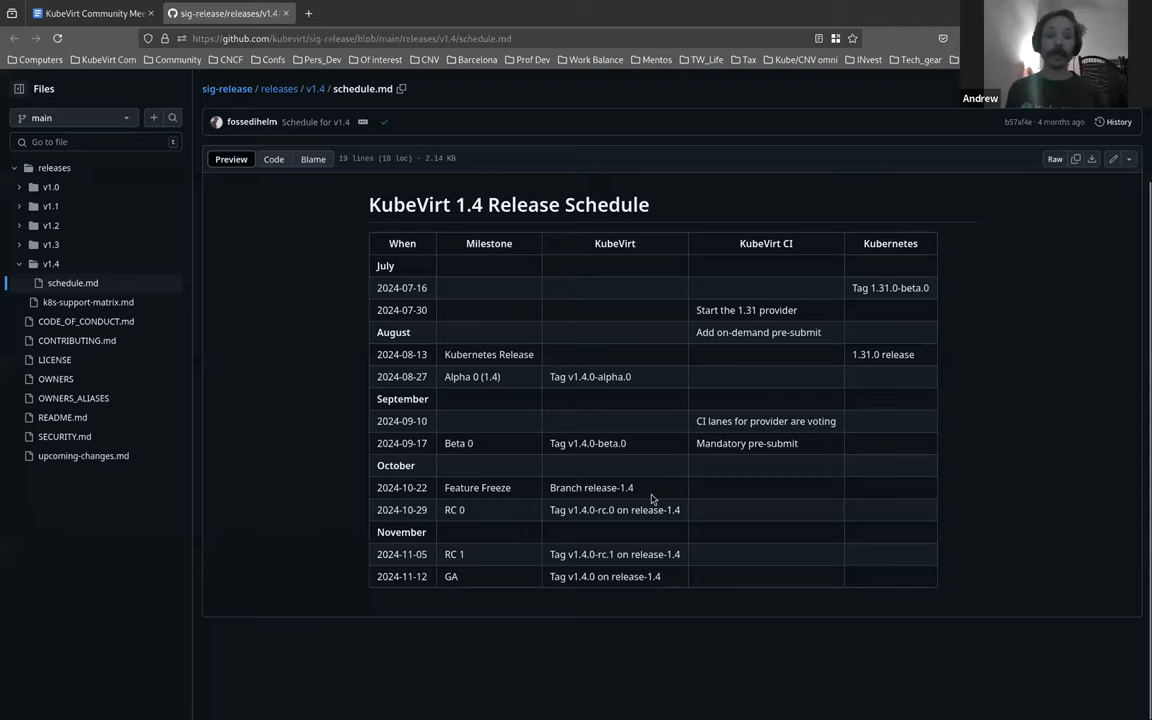 KubeVirt Community Mee
sig-release/releases/v1.4
https://github.com/kubevirt/sig-release/blob/main/releases/v1.4/schedule.md
Computers KubeVirt Com Community CNCF Confs Pers_Dev Of interest CNV Barcelona Prof Dev Work Balance Mentos TW_Life Tax Kube/CNV omni INvest Tech_gear
Andrew
Files
sig-release / releases / v1.4 / schedule.md
main
fossedihelm Schedule for v1.4
b57af4e · 4 months ago History
Go to file t
Preview Code Blame 19 lines (18 loc) · 2.14 KB Raw
releases
v1.0
v1.1
v1.2
v1.3
v1.4
schedule.md
k8s-support-matrix.md
CODE_OF_CONDUCT.md
CONTRIBUTING.md
LICENSE
OWNERS
OWNERS_ALIASES
README.md
SECURITY.md
upcoming-changes.md
KubeVirt 1.4 Release Schedule
When Milestone KubeVirt KubeVirt CI Kubernetes
July
2024-07-16 Tag 1.31.0-beta.0
2024-07-30 Start the 1.31 provider
August Add on-demand pre-submit
2024-08-13 Kubernetes Release 1.31.0 release
2024-08-27 Alpha 0 (1.4) Tag v1.4.0-alpha.0
September
2024-09-10 CI lanes for provider are voting
2024-09-17 Beta 0 Tag v1.4.0-beta.0 Mandatory pre-submit
October
2024-10-22 Feature Freeze Branch release-1.4
2024-10-29 RC 0 Tag v1.4.0-rc.0 on release-1.4
November
2024-11-05 RC 1 Tag v1.4.0-rc.1 on release-1.4
2024-11-12 GA Tag v1.4.0 on release-1.4